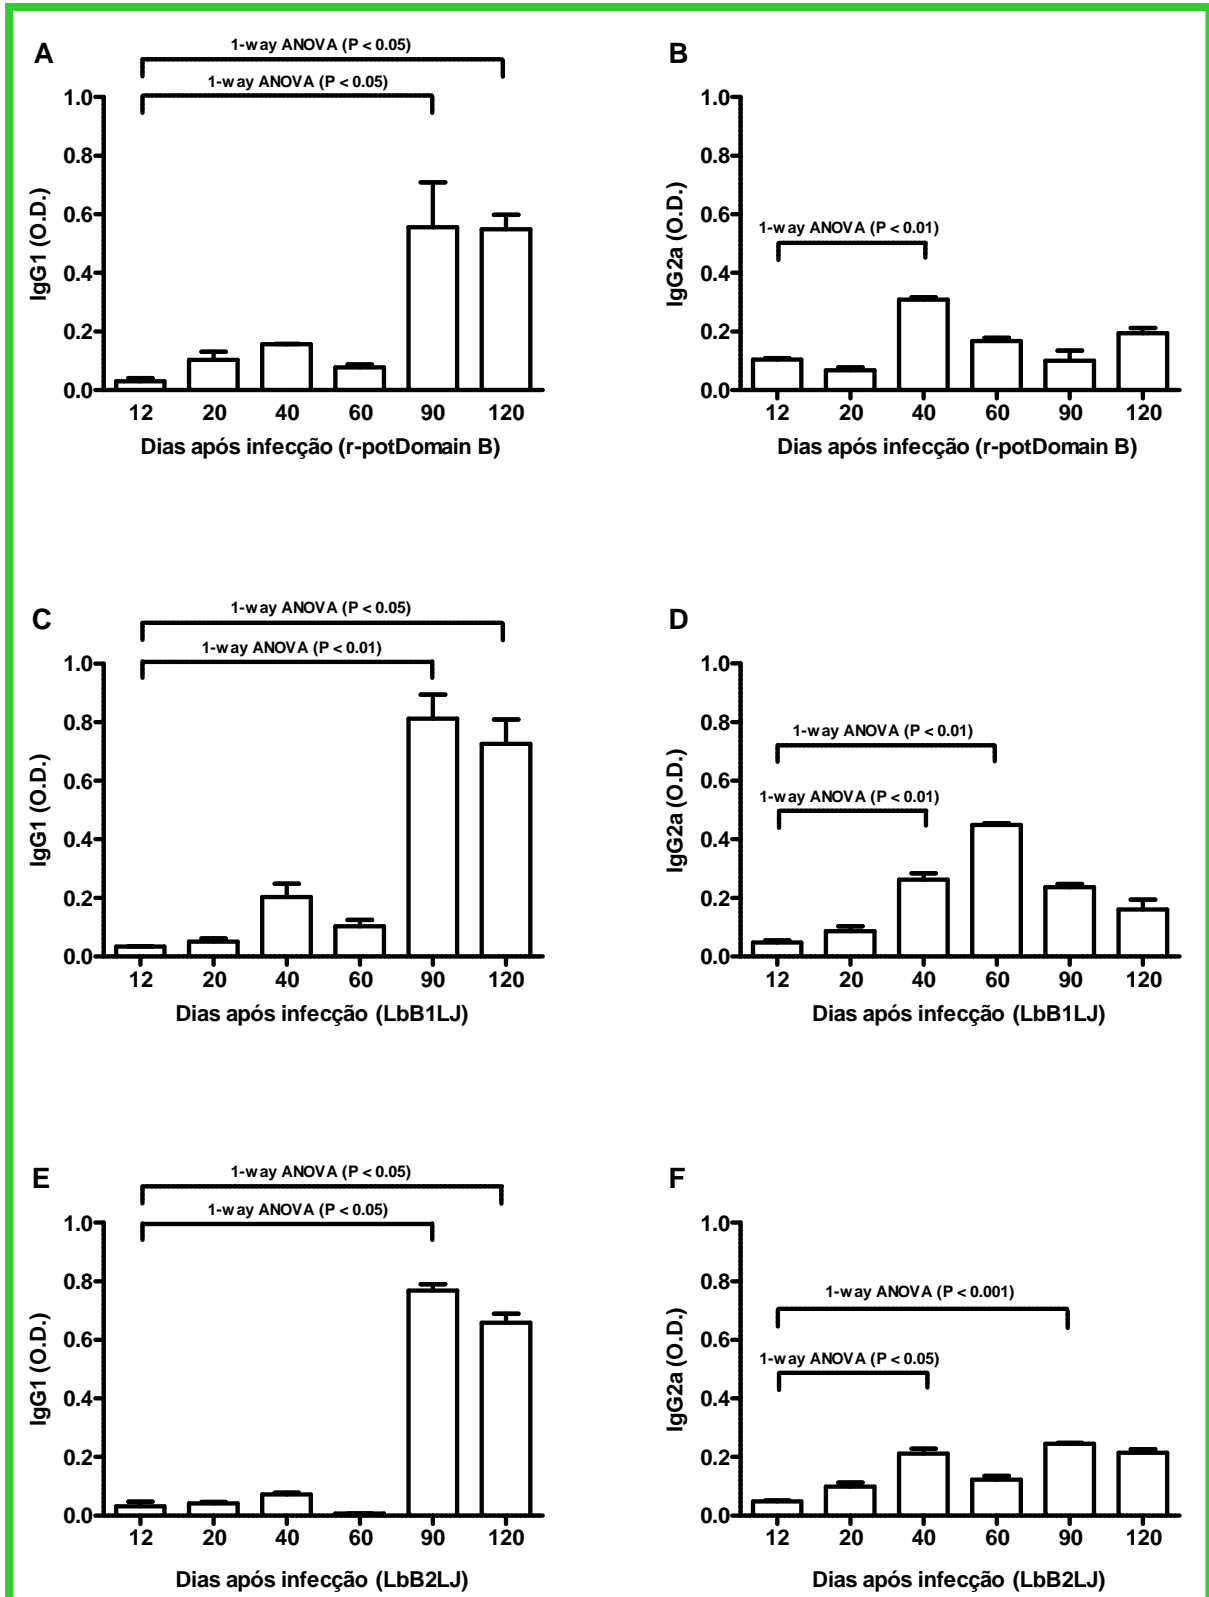 A
1-way ANOVA (P < 0.05)
1-way ANOVA (P < 0.05)
1.0
0.8
0.6
0.4
0.2
0.0
IgG1 (O.D.)
12 20 40 60 90 120
Dias após infecção (r-potDomain B)
B
1-way ANOVA (P < 0.01)
1.0
0.8
0.6
0.4
0.2
0.0
IgG2a (O.D.)
12 20 40 60 90 120
Dias após infecção (r-potDomain B)
C
1-way ANOVA (P < 0.05)
1-way ANOVA (P < 0.01)
1.0
0.8
0.6
0.4
0.2
0.0
IgG1 (O.D.)
12 20 40 60 90 120
Dias após infecção (LbB1LJ)
D
1-way ANOVA (P < 0.01)
1-way ANOVA (P < 0.01)
1.0
0.8
0.6
0.4
0.2
0.0
IgG2a (O.D.)
12 20 40 60 90 120
Dias após infecção (LbB1LJ)
E
1-way ANOVA (P < 0.05)
1-way ANOVA (P < 0.05)
1.0
0.8
0.6
0.4
0.2
0.0
IgG1 (O.D.)
12 20 40 60 90 120
Dias após infecção (LbB2LJ)
F
1-way ANOVA (P < 0.001)
1-way ANOVA (P < 0.05)
1.0
0.8
0.6
0.4
0.2
0.0
IgG2a (O.D.)
12 20 40 60 90 120
Dias após infecção (LbB2LJ)